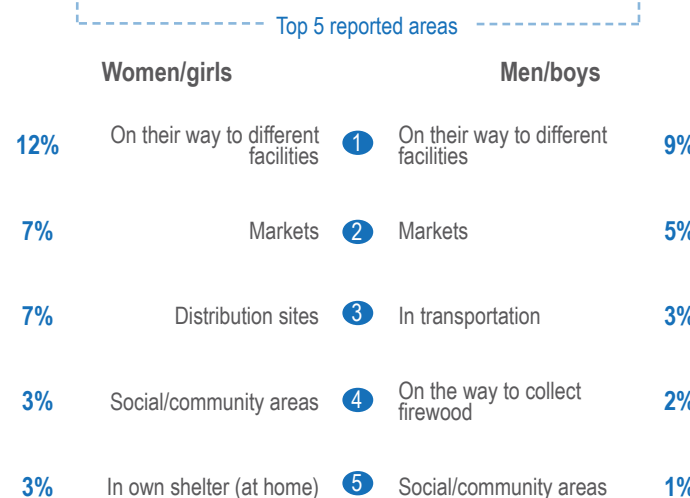 Top 5 reported areas
Women/girls Men/boys
12% On their way to different facilities 1 On their way to different facilities 9%
7% Markets 2 Markets 5%
7% Distribution sites 3 In transportation 3%
3% Social/community areas 4 On the way to collect firewood 2%
3% In own shelter (at home) 5 Social/community areas 1%